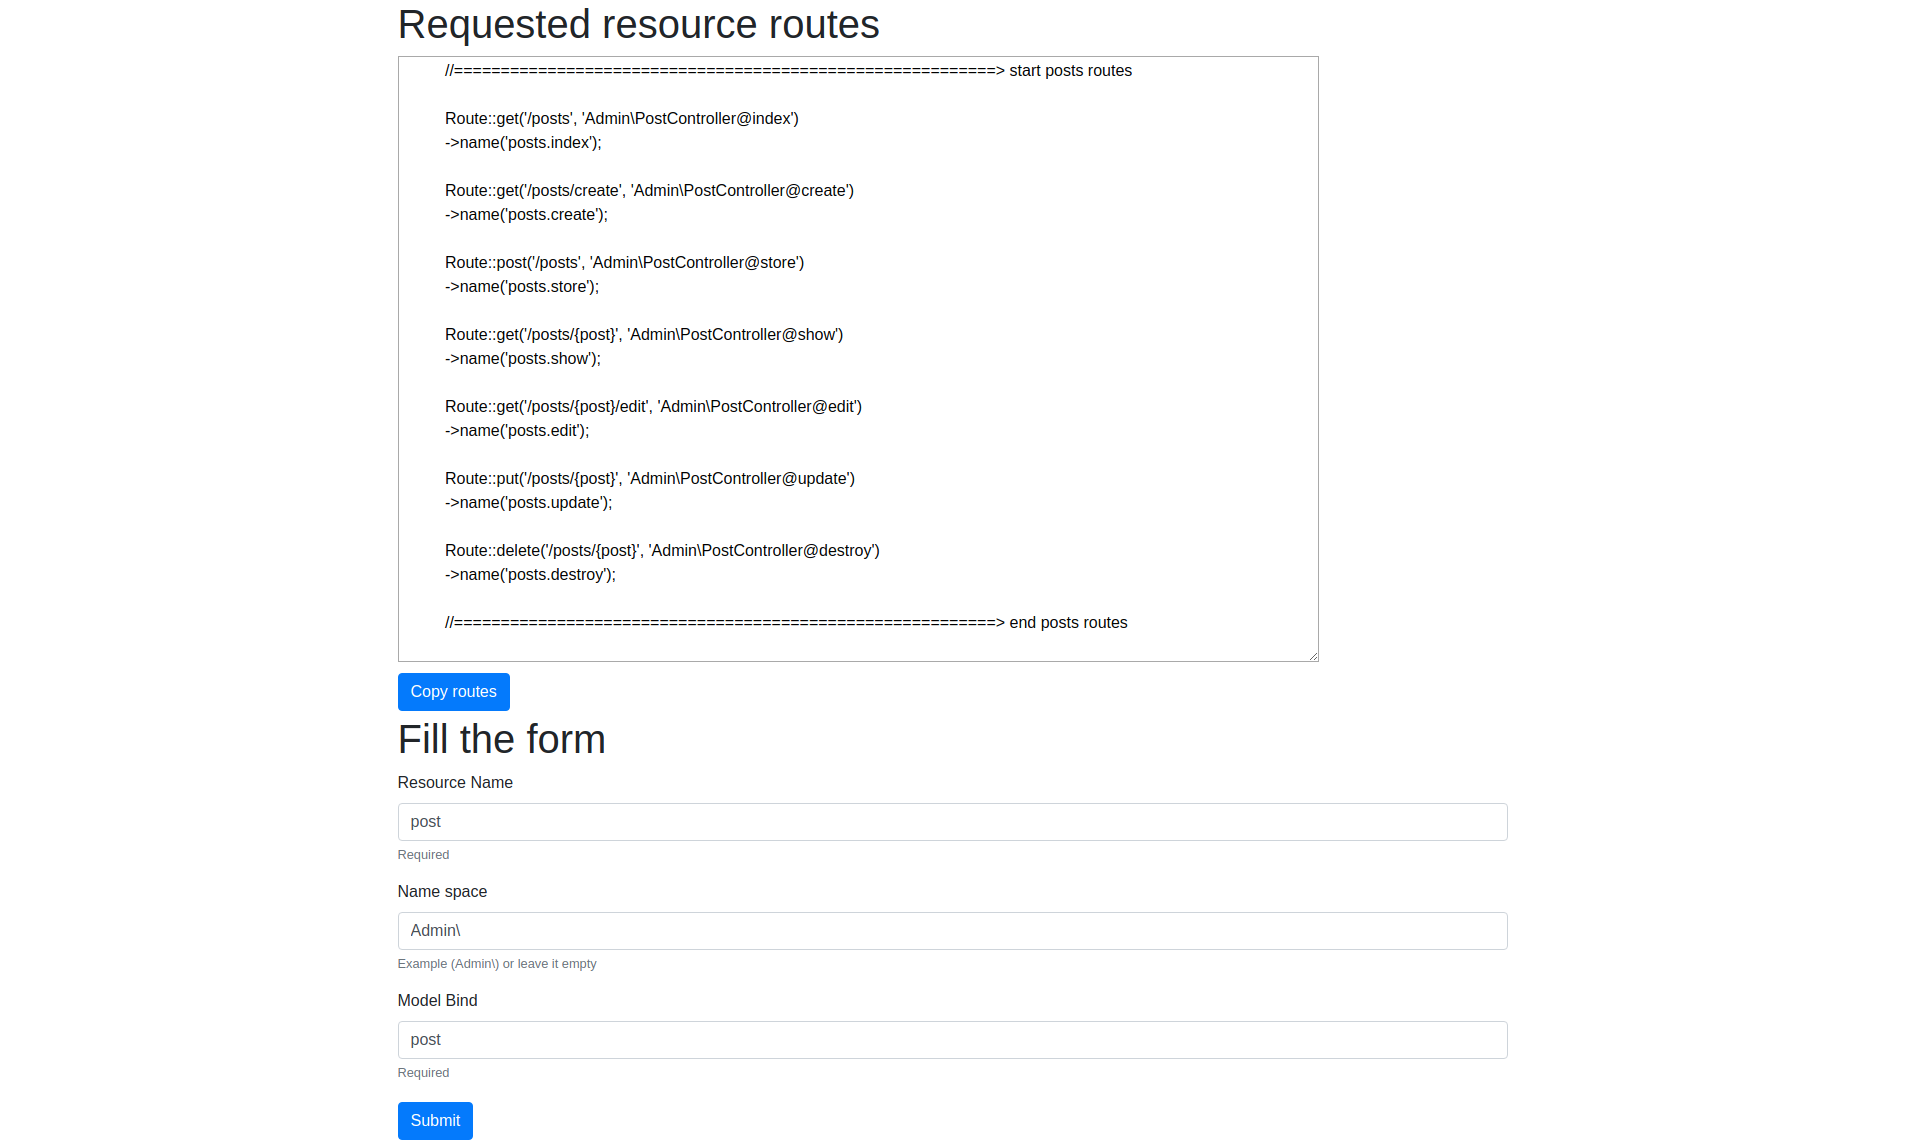 Requested resource routes
//==========================================================> start posts routes
Route::get('/posts', 'Admin\PostController@index')
->name('posts.index');
Route::get('/posts/create', 'Admin\PostController@create')
->name('posts.create');
Route::post('/posts', 'Admin\PostController@store')
->name('posts.store');
Route::get('/posts/{post}', 'Admin\PostController@show')
->name('posts.show');
Route::get('/posts/{post}/edit', 'Admin\PostController@edit')
->name('posts.edit');
Route::put('/posts/{post}', 'Admin\PostController@update')
->name('posts.update');
Route::delete('/posts/{post}', 'Admin\PostController@destroy')
->name('posts.destroy');
//==========================================================> end posts routes
Copy routes
Fill the form
Resource Name
post
Required
Name space
Admin\
Example (Admin\) or leave it empty
Model Bind
post
Required
Submit